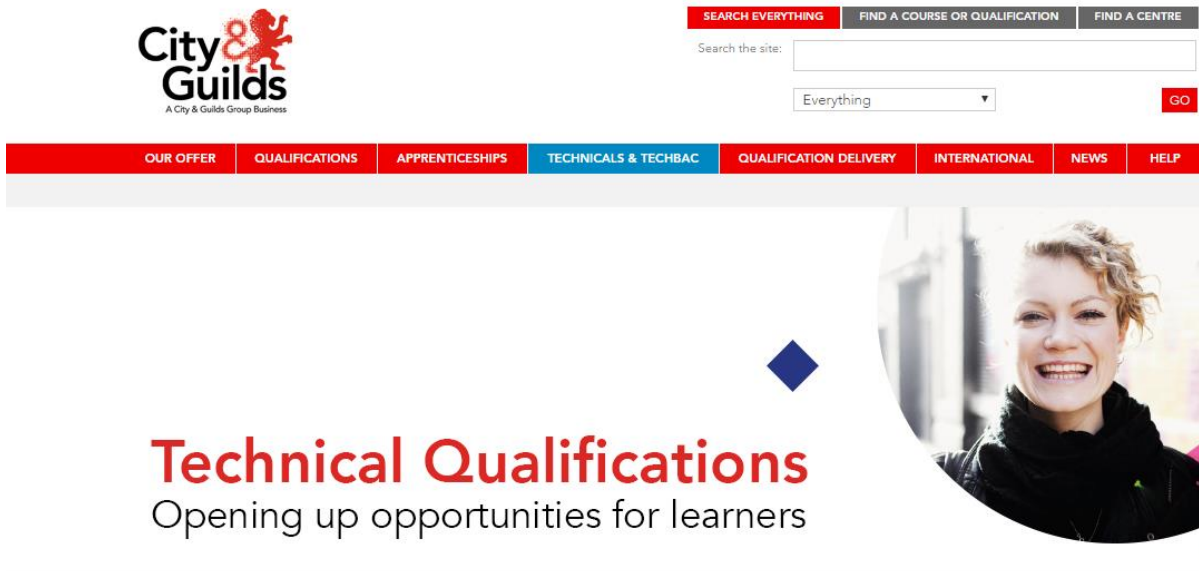 City&
Guilds
A City & Guilds Group Business
SEARCH EVERYTHING FIND A COURSE OR QUALIFICATION FIND A CENTRE
Search the site:
Everything
GO
OUR OFFER QUALIFICATIONS APPRENTICESHIPS TECHNICALS & TECHBAC QUALIFICATION DELIVERY INTERNATIONAL NEWS HELP
Technical Qualifications
Opening up opportunities for learners